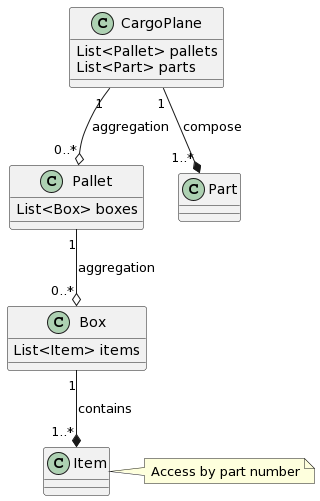 C CargoPlane
List<Pallet> pallets
List<Part> parts
1 1
aggregation compose
0..* 1..*
C Pallet
List<Box> boxes
C Part
1
aggregation
0..*
C Box
List<Item> items
1
contains
1..*
C Item
Access by part number